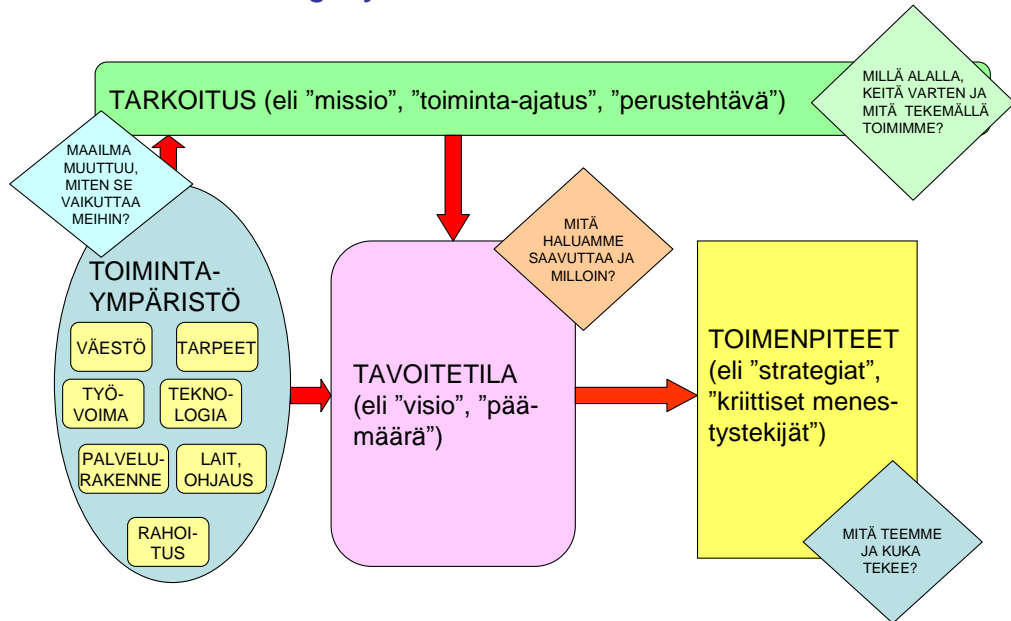 TARKOITUS (eli ”missio”, ”toiminta-ajatus”, ”perustehtävä”)
MILLÄ ALALLA,
KEITÄ VARTEN JA
MITÄ TEKEMÄLLÄ
TOIMIMME?
MAAILMA
MUUTTUU,
MITEN SE
VAIKUTTAA
MEIHIN?
MITÄ
HALUAMME
SAAVUTTAA JA
MILLOIN?
TOIMINTA-
YMPÄRISTÖ
VÄESTÖ
TARPEET
TYÖ-
VOIMA
TEKNO-
LOGIA
PALVELU-
RAKENNE
LAIT,
OHJAUS
RAHOI-
TUS
TAVOITETILA
(eli ”visio”, ”pää-
määrä”)
TOIMENPITEET
(eli ”strategiat”,
”kriittiset menes-
tystekijät”)
MITÄ TEEMME
JA KUKA
TEKEE?